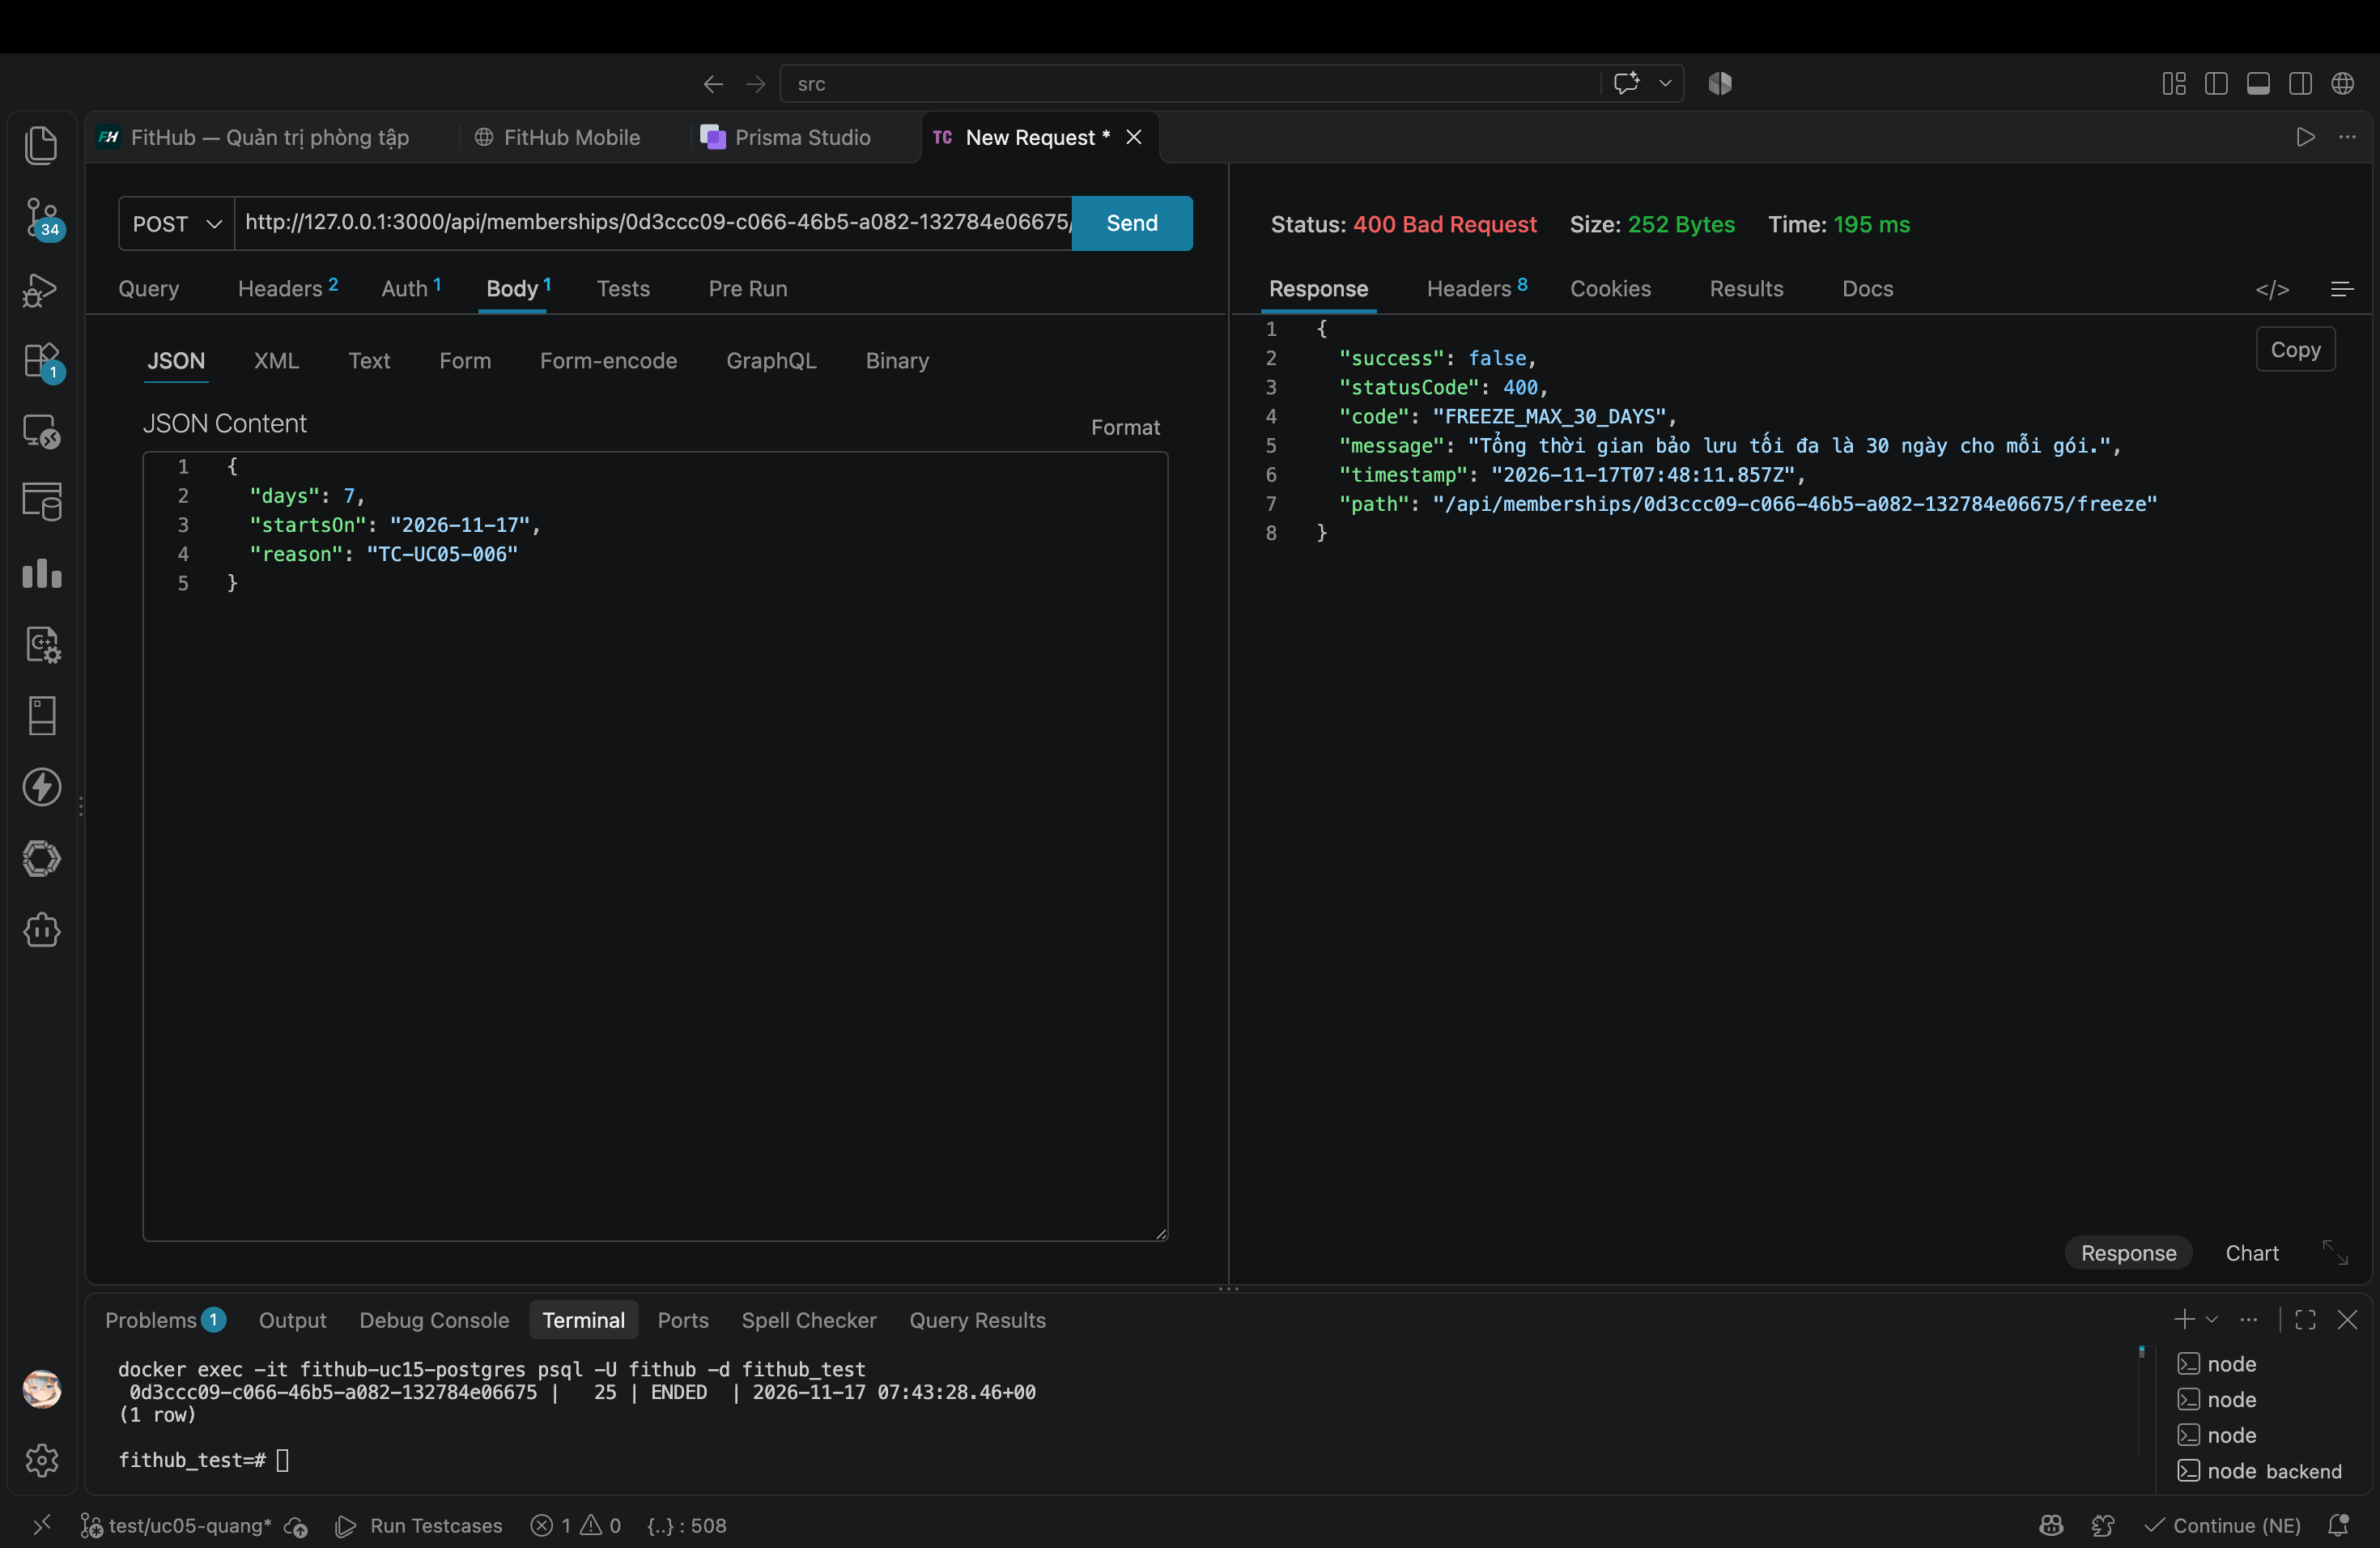 src
FitHub — Quản trị phòng tập
FitHub Mobile
Prisma Studio
TC New Request *
POST
http://127.0.0.1:3000/api/memberships/0d3ccc09-c066-46b5-a082-132784e06675/
Send
Query
Headers 2
Auth 1
Body 1
Tests
Pre Run
JSON
XML
Text
Form
Form-encode
GraphQL
Binary
JSON Content
Format
1 {
2 "days": 7,
3 "startsOn": "2026-11-17",
4 "reason": "TC-UC05-006"
5 }
Status: 400 Bad Request
Size: 252 Bytes
Time: 195 ms
Response
Headers 8
Cookies
Results
Docs
</>
Copy
1 {
2 "success": false,
3 "statusCode": 400,
4 "code": "FREEZE_MAX_30_DAYS",
5 "message": "Tổng thời gian bảo lưu tối đa là 30 ngày cho mỗi gói.",
6 "timestamp": "2026-11-17T07:48:11.857Z",
7 "path": "/api/memberships/0d3ccc09-c066-46b5-a082-132784e06675/freeze"
8 }
Response
Chart
34
1
Problems 1
Output
Debug Console
Terminal
Ports
Spell Checker
Query Results
docker exec -it fithub-uc15-postgres psql -U fithub -d fithub_test
0d3ccc09-c066-46b5-a082-132784e06675 | 25 | ENDED | 2026-11-17 07:43:28.46+00
(1 row)
fithub_test=#
node
node
node
node backend
test/uc05-quang*
Run Testcases
1
0
{..} : 508
Continue (NE)